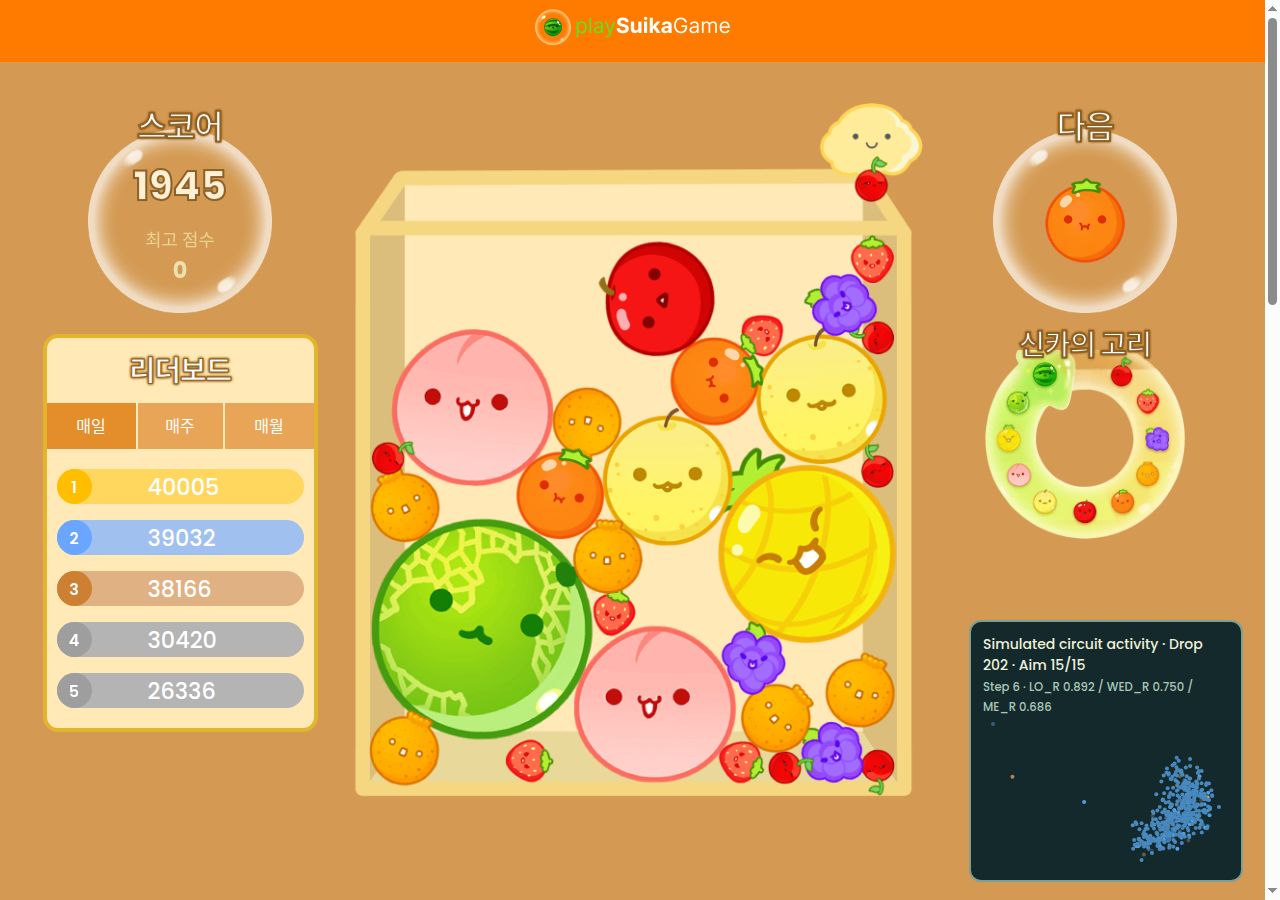 playSuikaGame
스코어
1945
최고 점수
0
다음
리더보드
매일 매주 매월
1 40005
2 39032
3 38166
4 30420
5 26336
신카의 고리
Simulated circuit activity · Drop
202 · Aim 15/15
Step 6 · LO_R 0.892 / WED_R 0.750 /
ME_R 0.686